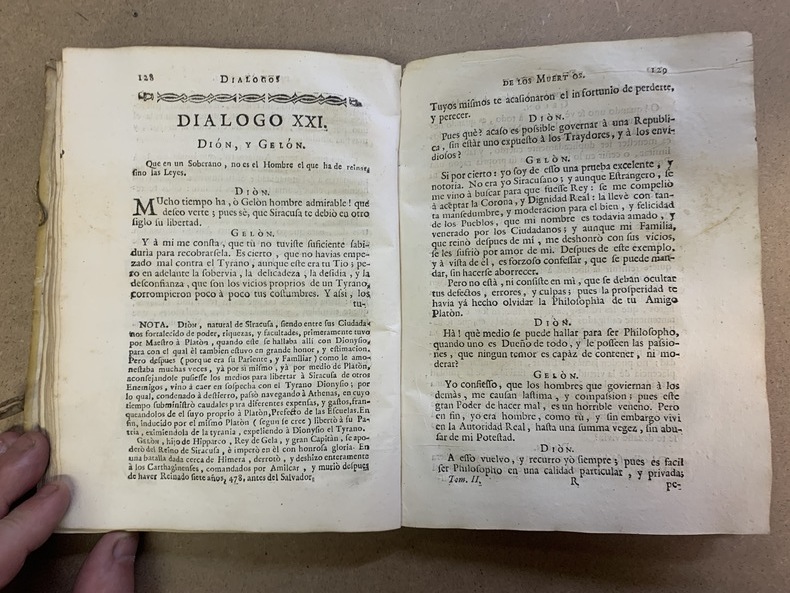 128 DIALOGOS
DIALOGO XXI.
DIÓN, Y GELÓN.
Que en un Soberano, no es el Hombre el que ha de reinar,
sino las Leyes.
DIÒN.
MUcho tiempo ha, ò Gelòn hombre admirable! què
deseo verte; pues sè, que Siracusa te debiò en otro
siglo su libertad.
GELÒN.
Y à mi me consta, que tù no tuviste suficiente sabi-
duria para recobrarsela. Es cierto, que no havias empe-
zado mal contra el Tyrano, aunque este era tu Tio; pe-
ro en adelante la sobervia, la delicadeza, la desidia, y la
desconfianza, que son los vicios proprios de un Tyrano,
corrompieron poco à poco tus costumbres. Y assi, los
tu-
NOTA. Diòn, natural de Siracusa, siendo entre sus Ciudada-
nos fortalecido de poder, riquezas, y facultades, primeramente tuvo
por Maestro à Platòn, quando este se hallaba allì con Dionysio,
para con el qual èl tambien estuvo en grande honor, y estimacion.
Pero despues (porque era su Pariente, y Familiar) como le amo-
nestaba muchas veces, yà por sì mismo, yà por medio de Platòn,
aconsejandole pusiesse los medios para libertar à Siracusa de otros
Enemigos, vino à caer en sospecha con el Tyrano Dionysio; por
lo qual, condenado à destierro, passò navegando à Athenas, en cuyo
tiempo subministrò caudales para diferentes expensas, y gastos, fran-
queandolos de el suyo proprio à Platòn, Prefecto de las Escuelas. En
fin, inducido por el mismo Platòn (segun se cree) libertò à su Pa-
tria, eximiendola de la tyrania, expeliendo à Dionysio el Tyrano.
GELÒN, hijo de Hipparco, Rey de Gela, y gran Capitàn, se apo-
derò del Reino de Siracusa, è imperò en èl con honrosa gloria. En
una batalla dada cerca de Himera, derrotò, y deshizo enteramente
à los Carthaginenses, comandados por Amilcar, y muriò despues
de haver Reinado siete años, 478, antes del Salvador.
DE LOS MUERTOS. 129
Tuyos mismos te acasionaron el infortunio de perderte,
y perecer.
DIÒN.
Pues què? acaso es possible governar à una Republi-
ca, sin estàr uno expuesto à los Traydores, y à los envi-
diosos?
GELÒN.
Si por cierto: yo soy de esso una prueba excelente, y
notoria. No era yo Siracusano; y aunque Estrangero, se
me vino à buscar para que fuesse Rey: se me compeliò
à aceptar la Corona, y Dignidad Real: la llevè con tan-
ta mansedumbre, y moderacion para el bien, y felicidad
de los Pueblos, que mi nombre es todavia amado, y
venerado por los Ciudadanos; y aunque mi Familia,
que reinò despues de mì, me deshonrò con sus vicios,
se les sufriò por amor de mì. Despues de este exemplo,
y à vista de èl, es forzoso confessar, que se puede man-
dar, sin hacerse aborrecer.
Pero no està, ni consiste en mì, que se deban ocultar
tus defectos, errores, y culpas; pues la prosperidad te
havia yà hecho olvidar la Philosophìa de tu Amigo
Platòn.
DIÒN.
Hà! què medio se puede hallar para ser Philosopho,
quando uno es Dueño de todo, y le posseen las passio-
nes, que ningun temor es capàz de contener, ni mo-
derar?
GELÒN.
Yo confiesso, que los hombres que goviernan à los
demàs, me causan lastima, y compasion; pues este
gran Poder de hacer mal, es un horrible veneno. Pero
en fin, yo era hombre, como tù, y sin embargo vivì
en la Autoridad Real, hasta una summa vegez, sin abu-
sar de mi Potestad.
DIÒN.
A esso vuelvo, y recurro yo siempre; pues es facil
ser Philosopho en una calidad particular, y privada;
Tom. II. R pe-